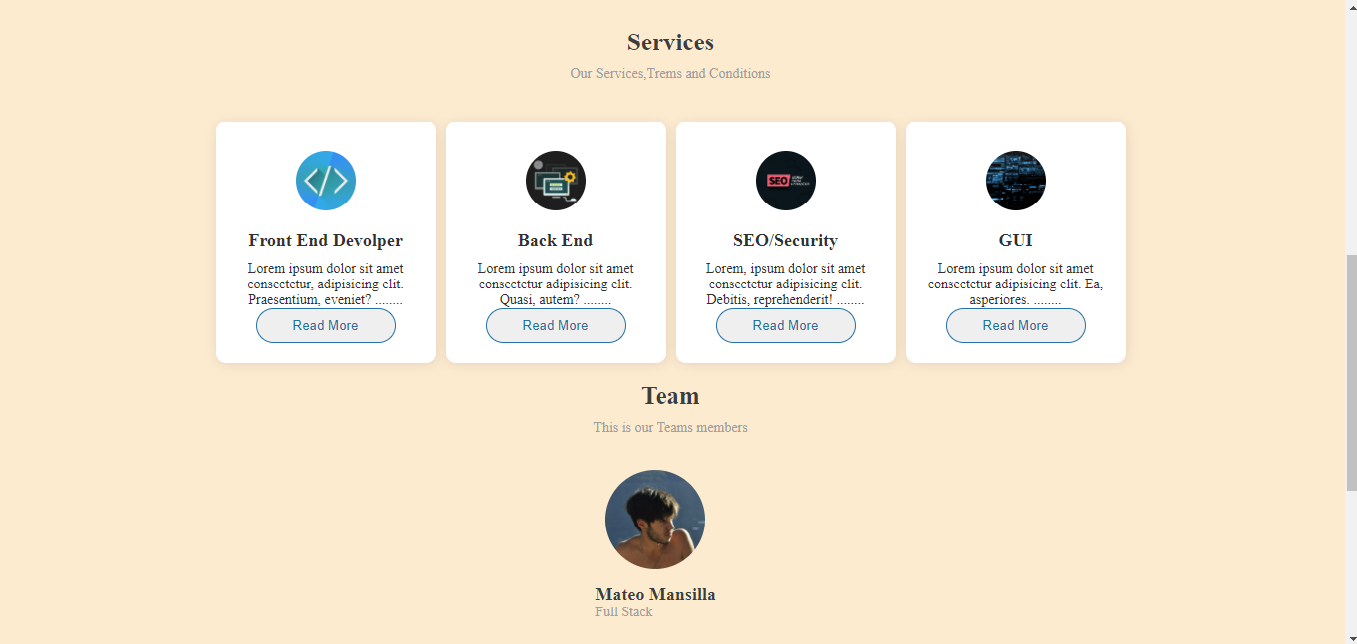 Services
Our Services,Trems and Conditions
SEO
Front End Devolper
Lorem ipsum dolor sit amet
consectetur, adipisicing elit.
Praesentium, eveniet? ........
Read More
Back End
Lorem ipsum dolor sit amet
consectetur adipisicing elit.
Quasi, autem? ........
Read More
SEO/Security
Lorem, ipsum dolor sit amet
consectetur adipisicing elit.
Debitis, reprehenderit! ........
Read More
GUI
Lorem ipsum dolor sit amet
consectetur adipisicing elit. Ea,
asperiores. ........
Read More
Team
This is our Teams members
Mateo Mansilla
Full Stack